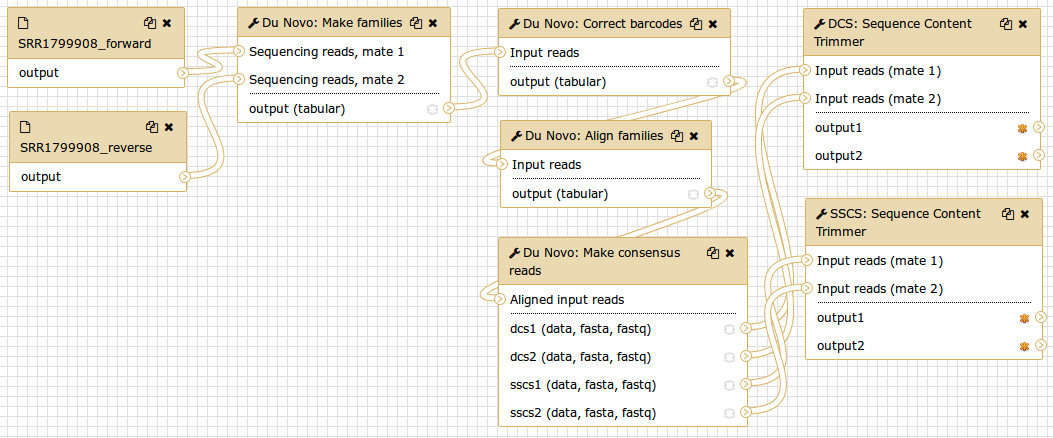 SRR1799908_forward
output
SRR1799908_reverse
output
Du Novo: Make families
Sequencing reads, mate 1
Sequencing reads, mate 2
output (tabular)
Du Novo: Correct barcodes
Input reads
output (tabular)
Du Novo: Align families
Input reads
output (tabular)
Du Novo: Make consensus
reads
Aligned input reads
dcs1 (data, fasta, fastq)
dcs2 (data, fasta, fastq)
sscs1 (data, fasta, fastq)
sscs2 (data, fasta, fastq)
DCS: Sequence Content
Trimmer
Input reads (mate 1)
Input reads (mate 2)
output1
output2
SSCS: Sequence Content
Trimmer
Input reads (mate 1)
Input reads (mate 2)
output1
output2